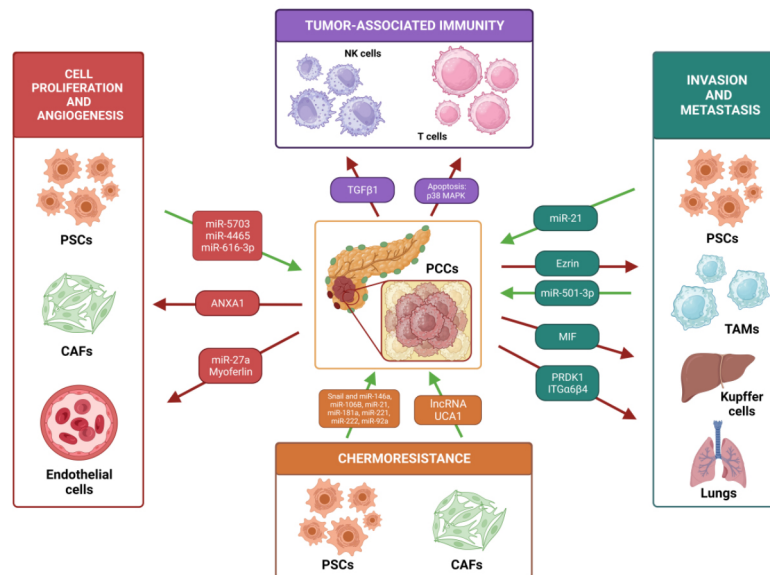 TUMOR-ASSOCIATED IMMUNITY
NK cells
T cells
CELL
PROLIFERATION
AND
ANGIOGENESIS
PSCs
CAFs
Endothelial
cells
INVASION
AND
METASTASIS
PSCs
TAMs
Kupffer
cells
Lungs
TGFβ1
Apoptosis:
p38 MAPK
miR-5703
miR-4465
miR-616-3p
ANXA1
miR-27a
Myoferlin
PCCs
miR-21
Ezrin
miR-501-3p
MIF
PRDK1
ITGα6β4
Snail and miR-146a,
miR-106B, miR-21,
miR-181a, miR-221,
miR-222, miR-92a
lncRNA
UCA1
CHERMORESISTANCE
PSCs
CAFs